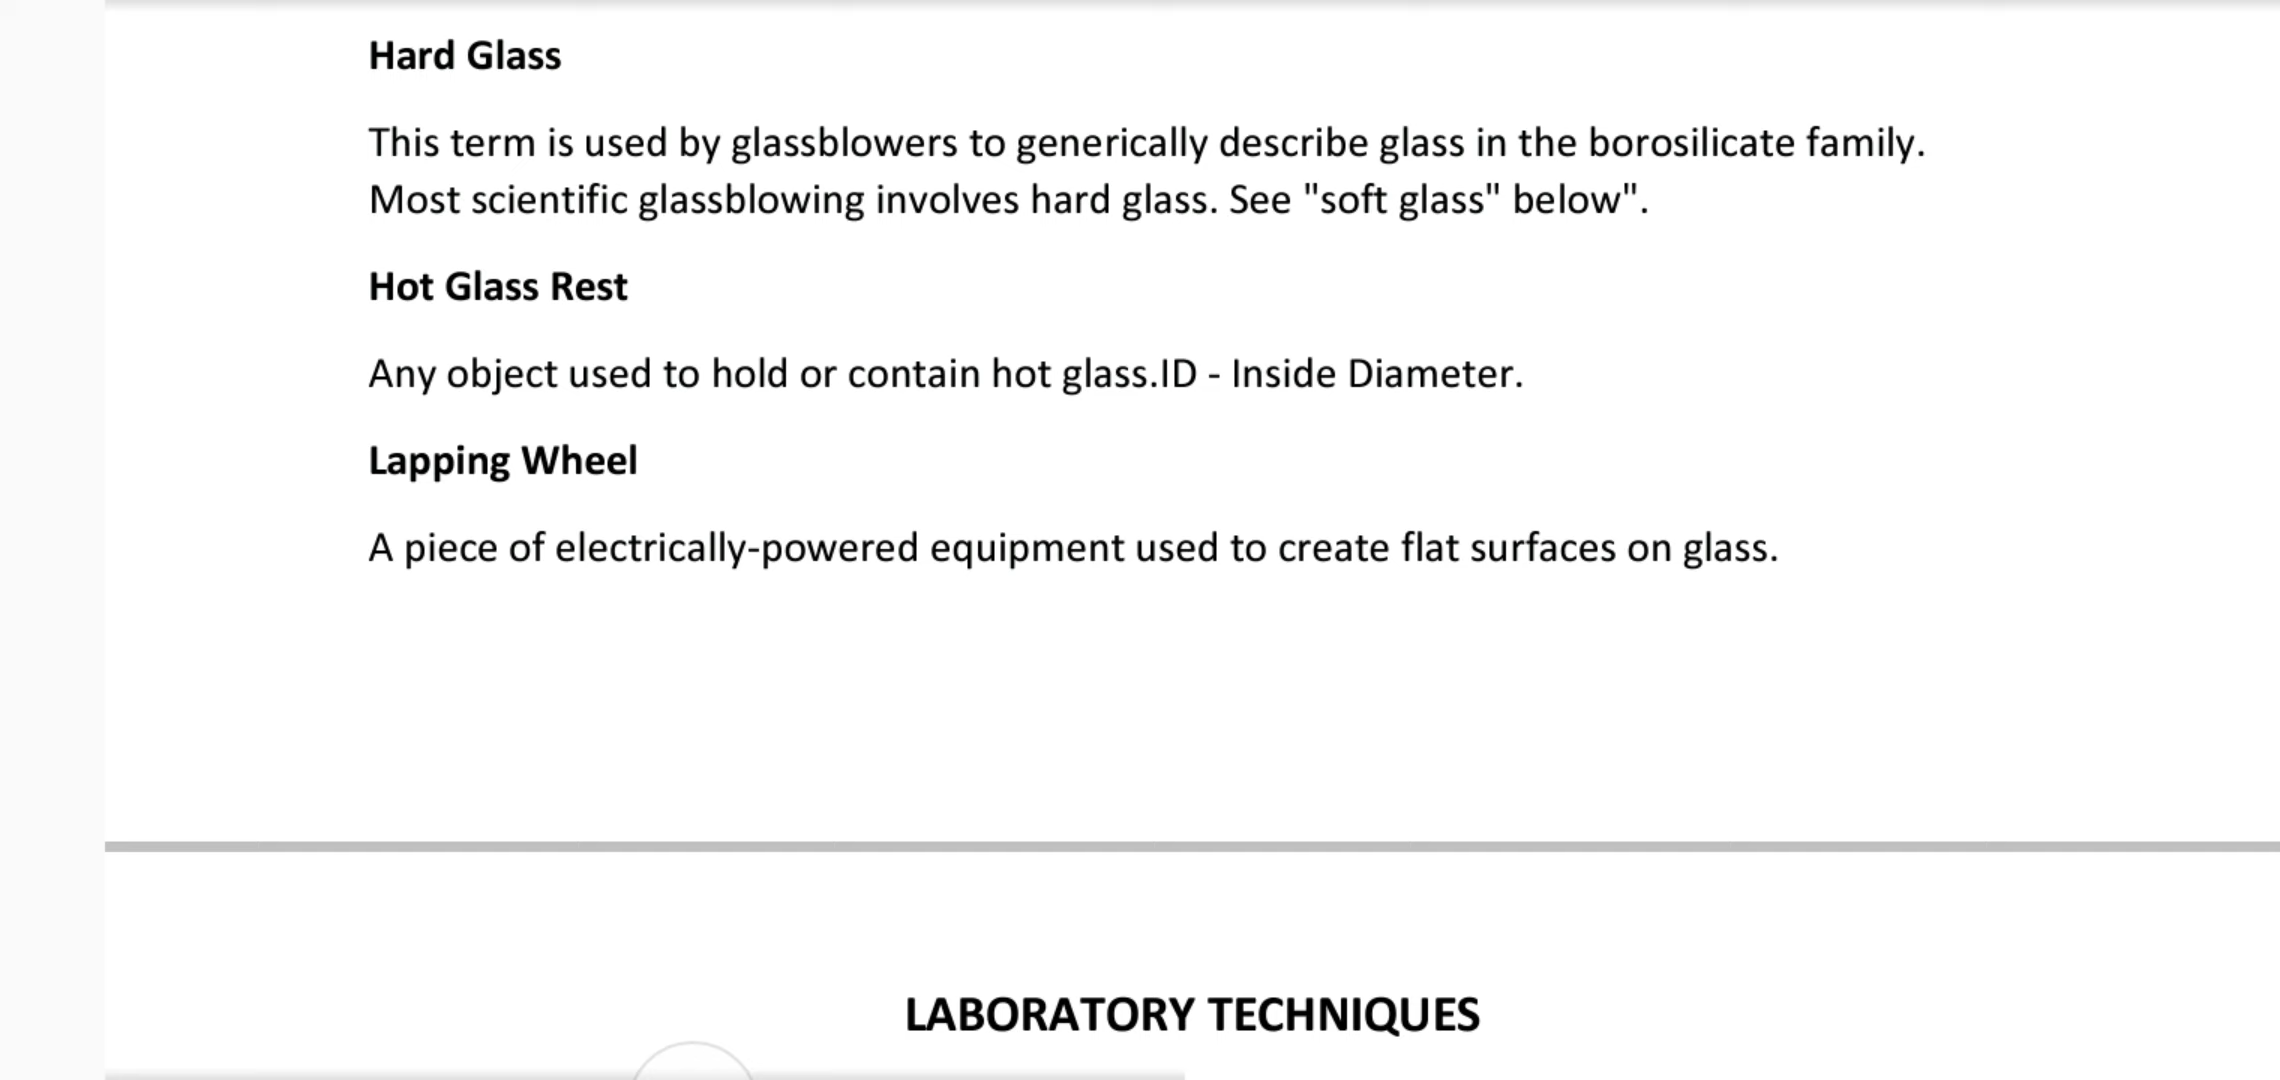 Hard Glass
This term is used by glassblowers to generically describe glass in the borosilicate family.
Most scientific glassblowing involves hard glass. See "soft glass" below".
Hot Glass Rest
Any object used to hold or contain hot glass.ID - Inside Diameter.
Lapping Wheel
A piece of electrically-powered equipment used to create flat surfaces on glass.
LABORATORY TECHNIQUES